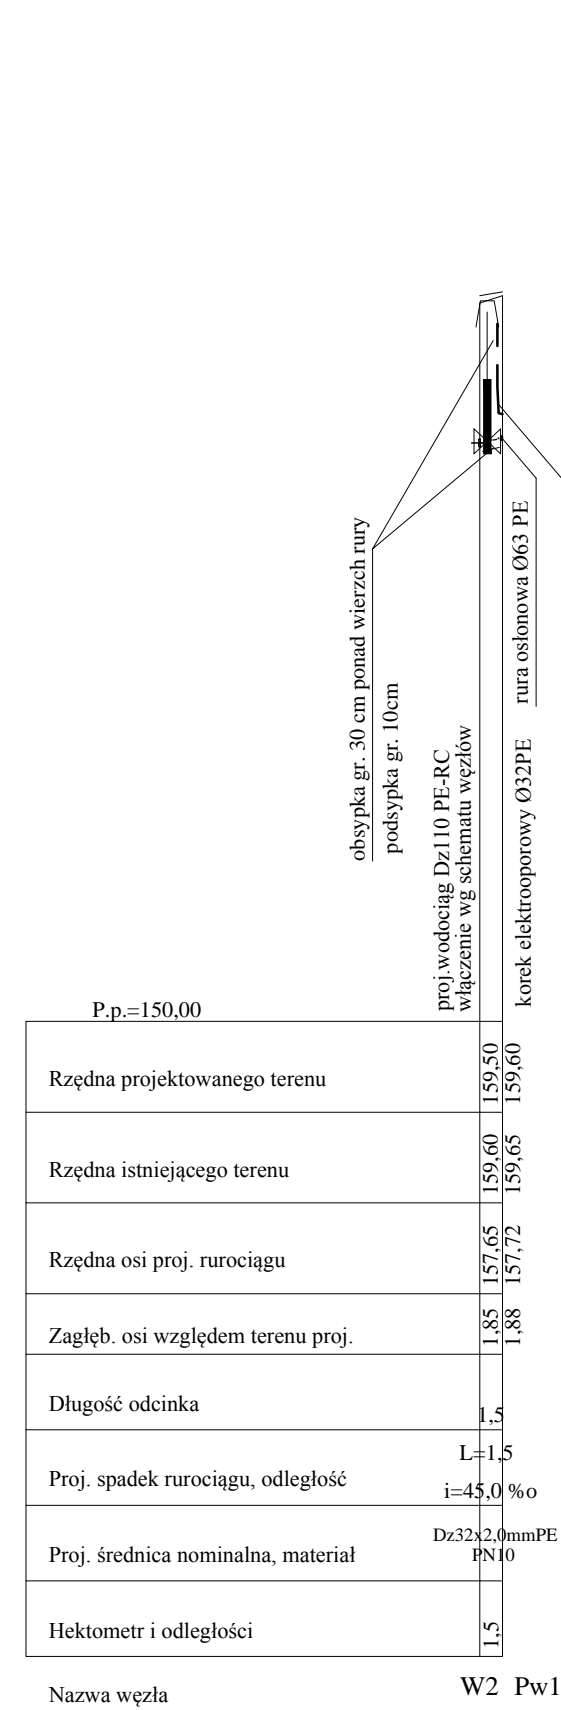 obsypka gr. 30 cm ponad wierzch rury
podsypka gr. 10cm
proj.wodociąg Dz110 PE-RC
włączenie wg schematu węzłów
rura osłonowa Ø63 PE
korek elektrooporowy Ø32PE
P.p.=150,00
Rzędna projektowanego terenu 159,50 159,60
Rzędna istniejącego terenu 159,60 159,65
Rzędna osi proj. rurociągu 157,65 157,72
Zagłęb. osi względem terenu proj. 1,85 1,88
Długość odcinka 1,5
L=1,5
Proj. spadek rurociągu, odległość
i=45,0 %o
Dz32x2,0mmPE
Proj. średnica nominalna, materiał PN10
Hektometr i odległości 1,5
Nazwa węzła W2 Pw1